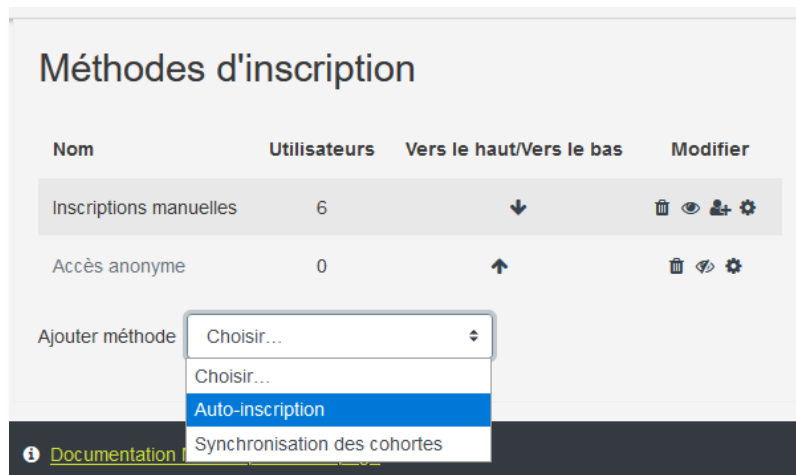 Méthodes d'inscription
Nom Utilisateurs Vers le haut/Vers le bas Modifier
Inscriptions manuelles 6
Accès anonyme 0
Ajouter méthode Choisir...
Choisir...
Auto-inscription
Synchronisation des cohortes
Documentation